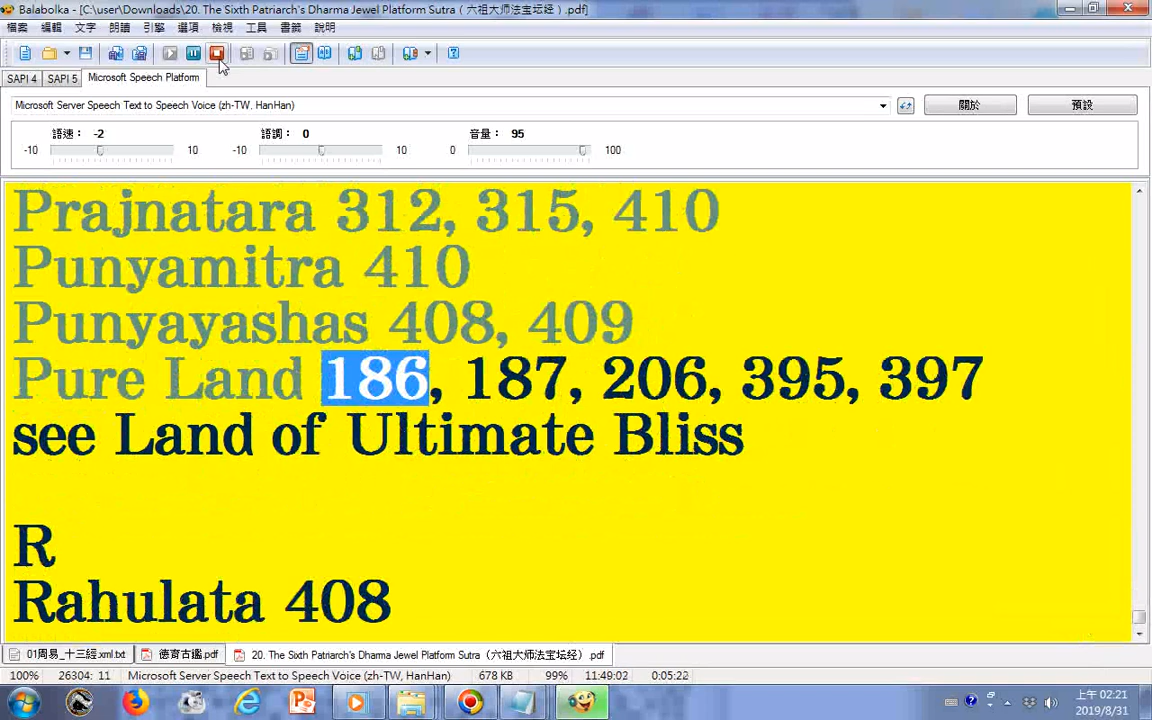 Balabolka - [C:\user\Downloads\20. The Sixth Patriarch's Dharma Jewel Platform Sutra（六祖大师法宝坛经）.pdf]
檔案 編輯 文字 朗讀 引擎 選項 檢視 工具 書籤 說明
SAPI 4 SAPI 5 Microsoft Speech Platform
Microsoft Server Speech Text to Speech Voice (zh-TW, HanHan) 關於 預設
語速： -2 語調： 0 音量： 95
-10 10 -10 10 0 100
Prajnatara 312, 315, 410
Punyamitra 410
Punyayashas 408, 409
Pure Land 186, 187, 206, 395, 397
see Land of Ultimate Bliss
R
Rahulata 408
01周易_十三經.xml.txt 德育古鑑.pdf 20. The Sixth Patriarch's Dharma Jewel Platform Sutra（六祖大师法宝坛经）.pdf
100% 26304: 11 Microsoft Server Speech Text to Speech Voice (zh-TW, HanHan) 678 KB 99% 11:49:02 0:05:22
上午 02:21
2019/8/31